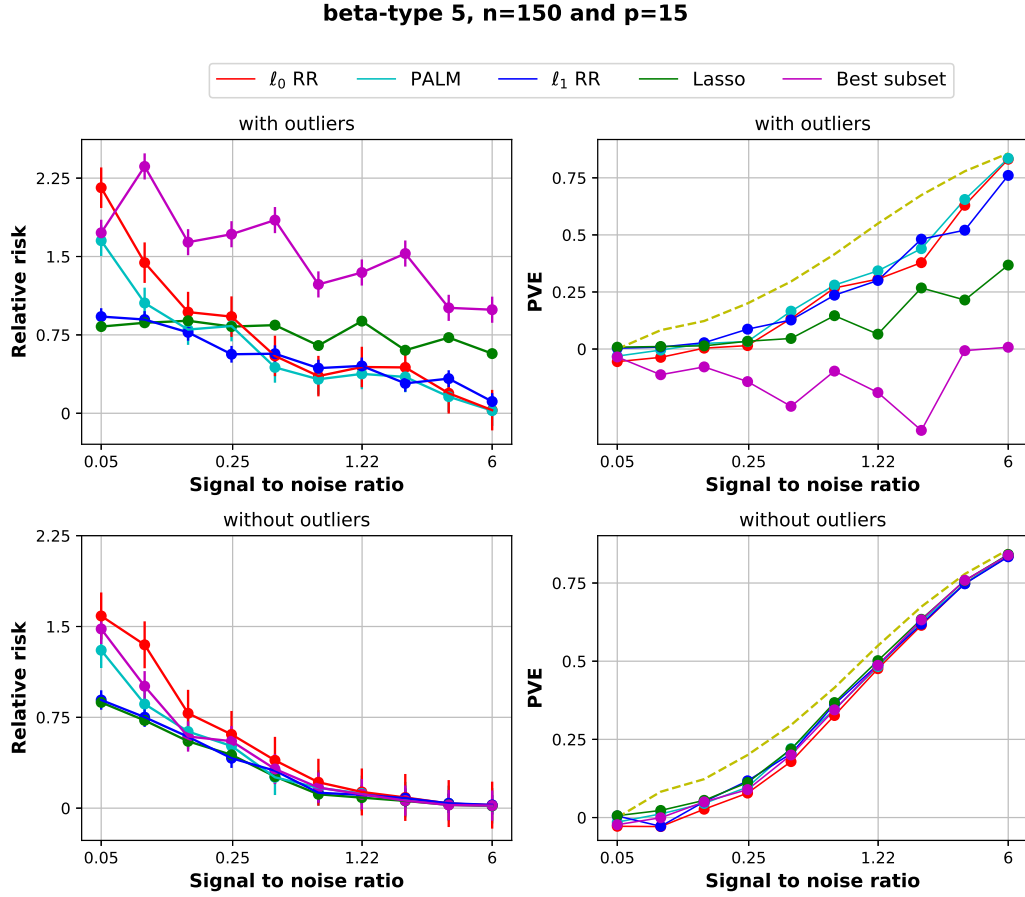 beta-type 5, n=150 and p=15
ℓ₀ RR PALM ℓ₁ RR Lasso Best subset
with outliers
Relative risk
2.25
1.5
0.75
0
0.05 0.25 1.22 6
Signal to noise ratio
with outliers
PVE
0.75
0.5
0.25
0
0.05 0.25 1.22 6
Signal to noise ratio
without outliers
Relative risk
2.25
1.5
0.75
0
0.05 0.25 1.22 6
Signal to noise ratio
without outliers
PVE
0.75
0.5
0.25
0
0.05 0.25 1.22 6
Signal to noise ratio